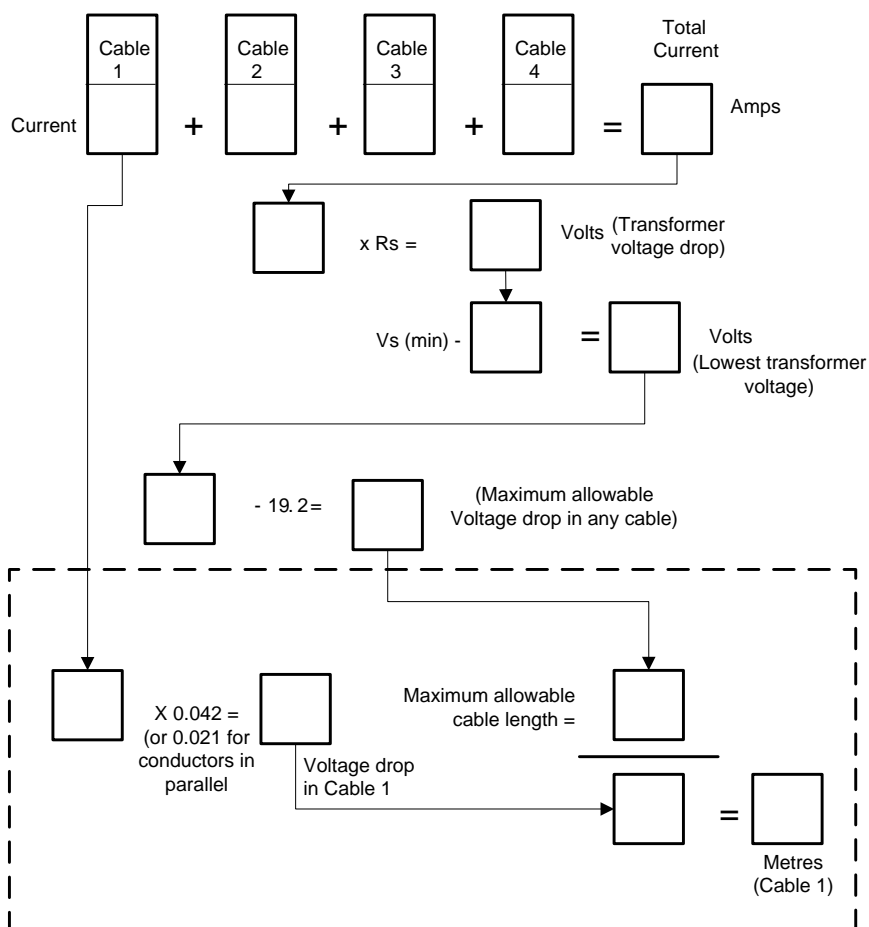 Cable
1
Cable
2
Cable
3
Cable
4
Total
Current
Current
+
+
+
=
Amps
x Rs =
Volts (Transformer
voltage drop)
Vs (min) -
=
Volts
(Lowest transformer
voltage)
- 19.2=
(Maximum allowable
Voltage drop in any cable)
X 0.042 =
(or 0.021 for
conductors in
parallel
Voltage drop
in Cable 1
Maximum allowable
cable length =
=
Metres
(Cable 1)